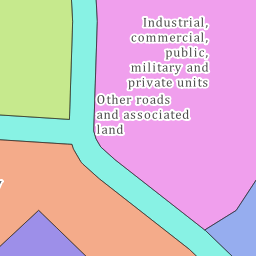 Industrial,
commercial,
public,
military and
private units
Other roads
and associated
land